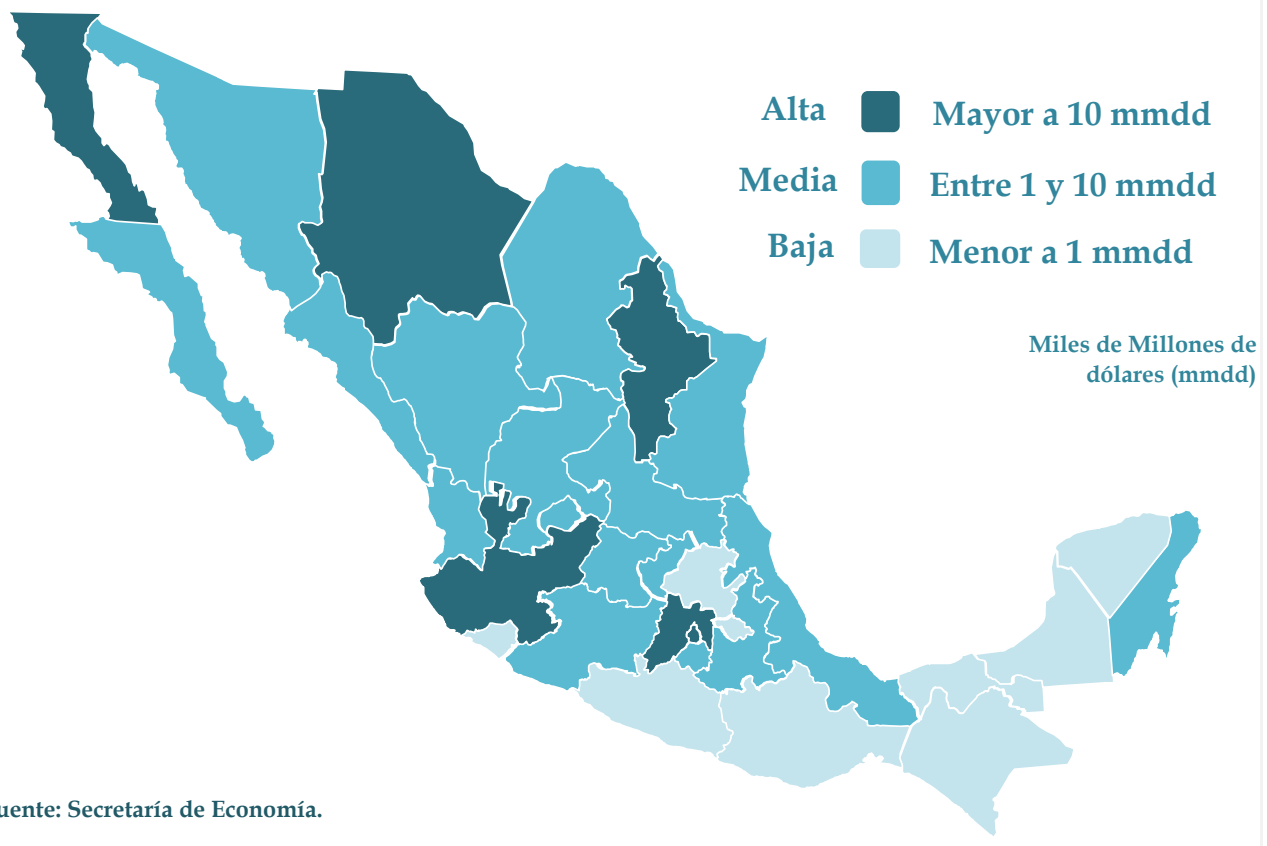 Alta Mayor a 10 mmdd
Media Entre 1 y 10 mmdd
Baja Menor a 1 mmdd
Miles de Millones de
dólares (mmdd)
uente: Secretaría de Economía.